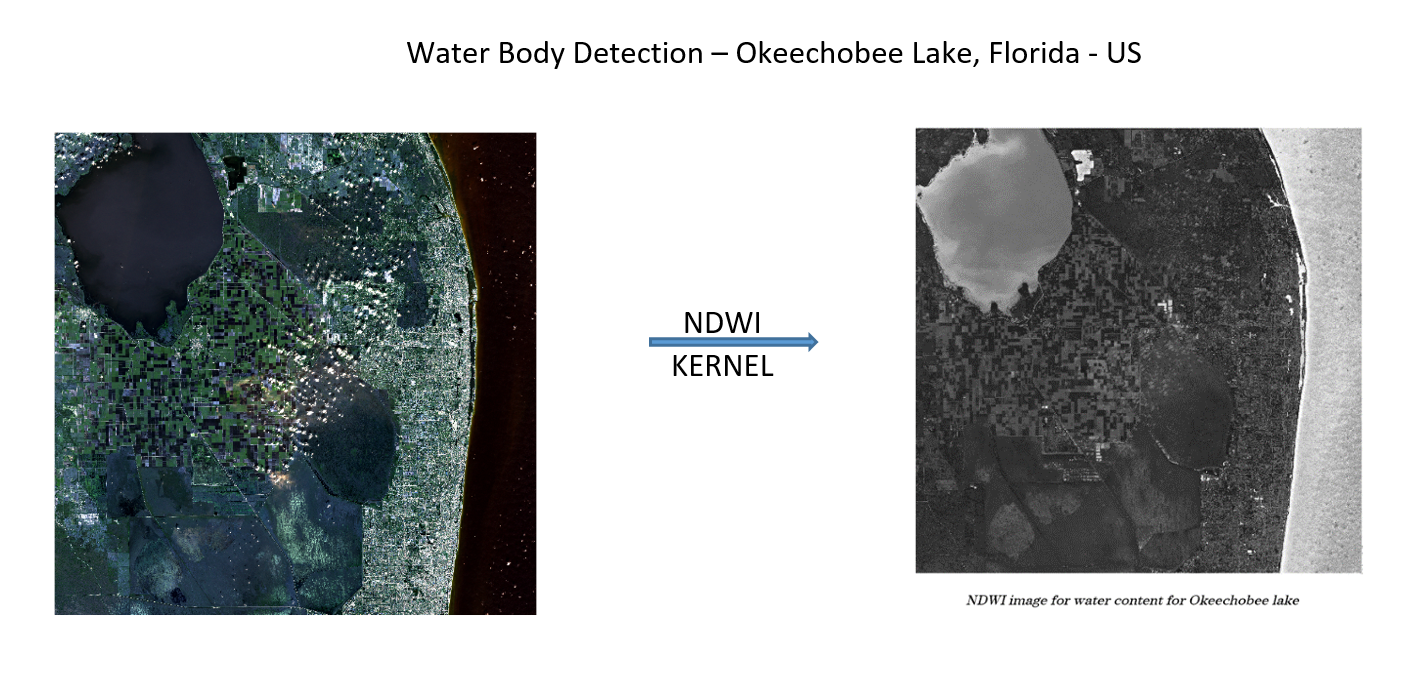 Water Body Detection – Okeechobee Lake, Florida - US
NDWI
KERNEL
NDWI image for water content for Okeechobee lake